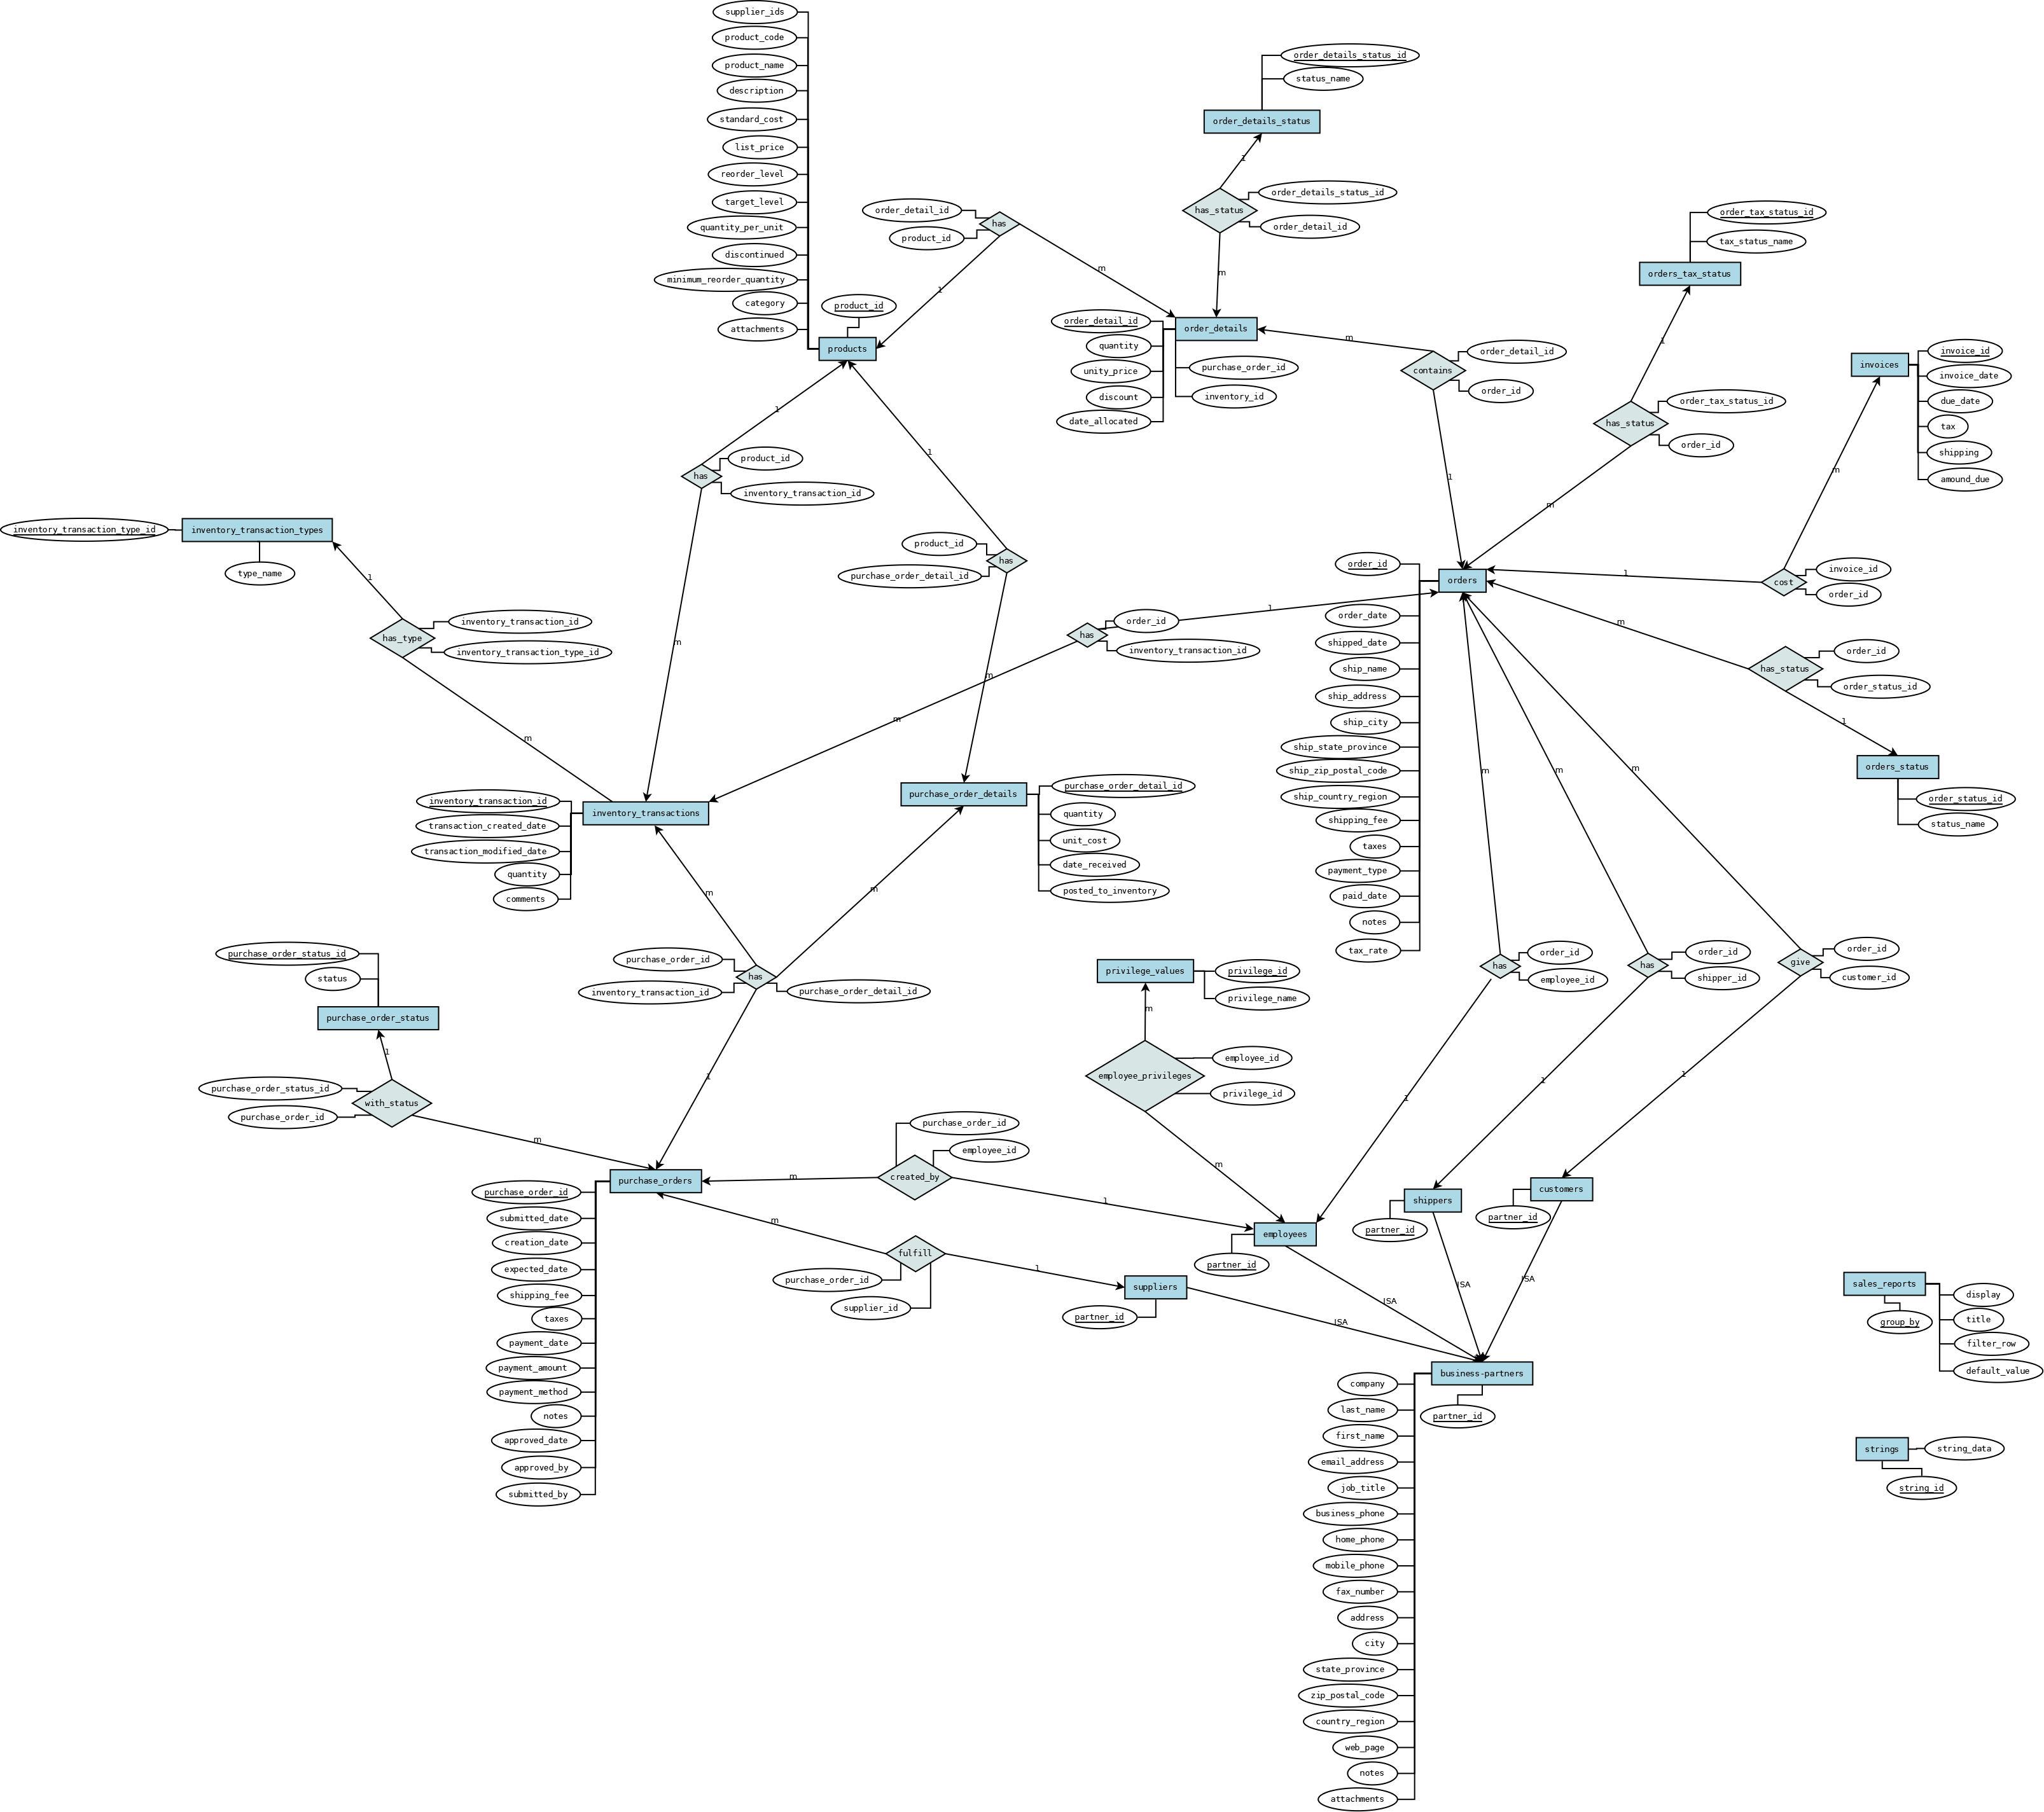 supplier_ids
product_code
product_name
description
standard_cost
list_price
reorder_level
target_level
quantity_per_unit
discontinued
minimum_reorder_quantity
category
attachments
product_id
products
order_details_status_id
status_name
order_details_status
1
has_status
order_details_status_id
order_detail_id
m
order_detail_id
product_id
has
m
1
order_detail_id
quantity
unity_price
discount
date_allocated
order_details
purchase_order_id
inventory_id
m
contains
order_detail_id
order_id
1
order_tax_status_id
tax_status_name
orders_tax_status
1
has_status
order_tax_status_id
order_id
m
invoices
invoice_id
invoice_date
due_date
tax
shipping
amound_due
m
cost
invoice_id
order_id
1
1
has
product_id
inventory_transaction_id
m
1
product_id
purchase_order_detail_id
has
m
inventory_transaction_type_id
inventory_transaction_types
type_name
1
has_type
inventory_transaction_id
inventory_transaction_type_id
m
has
order_id
inventory_transaction_id
1
m
order_id
orders
order_date
shipped_date
ship_name
ship_address
ship_city
ship_state_province
ship_zip_postal_code
ship_country_region
shipping_fee
taxes
payment_type
paid_date
notes
tax_rate
m
has_status
order_id
order_status_id
1
orders_status
order_status_id
status_name
m
m
m
inventory_transaction_id
transaction_created_date
transaction_modified_date
quantity
comments
inventory_transactions
purchase_order_details
purchase_order_detail_id
quantity
unit_cost
date_received
posted_to_inventory
m
m
purchase_order_id
inventory_transaction_id
has
purchase_order_detail_id
1
purchase_order_status_id
status
purchase_order_status
1
purchase_order_status_id
purchase_order_id
with_status
m
privilege_values
privilege_id
privilege_name
m
employee_privileges
employee_id
privilege_id
m
has
order_id
employee_id
1
has
order_id
shipper_id
1
give
order_id
customer_id
1
purchase_order_id
employee_id
created_by
m
1
purchase_orders
purchase_order_id
submitted_date
creation_date
expected_date
shipping_fee
taxes
payment_date
payment_amount
payment_method
notes
approved_date
approved_by
submitted_by
m
fulfill
purchase_order_id
supplier_id
1
suppliers
partner_id
employees
partner_id
shippers
partner_id
customers
partner_id
ISA
ISA
ISA
ISA
business-partners
partner_id
company
last_name
first_name
email_address
job_title
business_phone
home_phone
mobile_phone
fax_number
address
city
state_province
zip_postal_code
country_region
web_page
notes
attachments
sales_reports
group_by
display
title
filter_row
default_value
strings
string_data
string_id